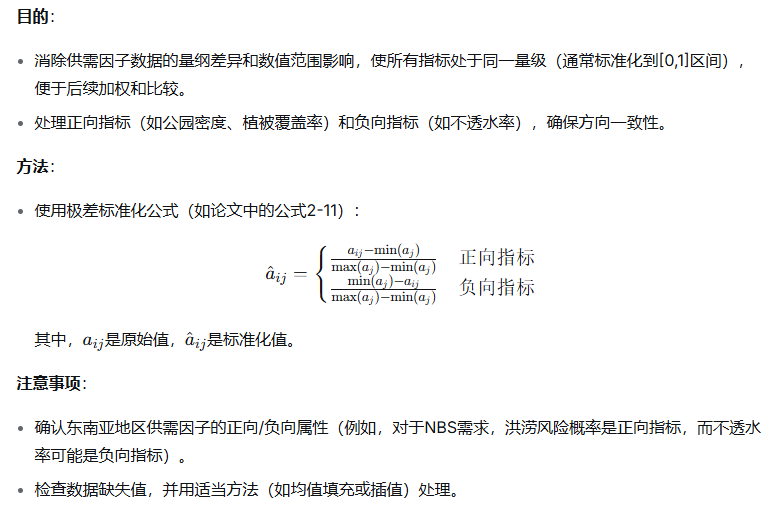 目的：
消除供需因子数据的量纲差异和数值范围影响，使所有指标处于同一量级（通常标准化到[0,1]区间），
便于后续加权和比较。
处理正向指标（如公园密度、植被覆盖率）和负向指标（如不透水率），确保方向一致性。
方法：
使用极差标准化公式（如论文中的公式2-11）：
â_{ij} = { \frac{a_{ij}-min(a_j)}{max(a_j)-min(a_j)} 正向指标
\frac{min(a_j)-a_{ij}}{max(a_j)-min(a_j)} 负向指标
其中，a_{ij}是原始值，â_{ij}是标准化值。
注意事项：
确认东南亚地区供需因子的正向/负向属性（例如，对于NBS需求，洪涝风险概率是正向指标，而不透水
率可能是负向指标）。
检查数据缺失值，并用适当方法（如均值填充或插值）处理。